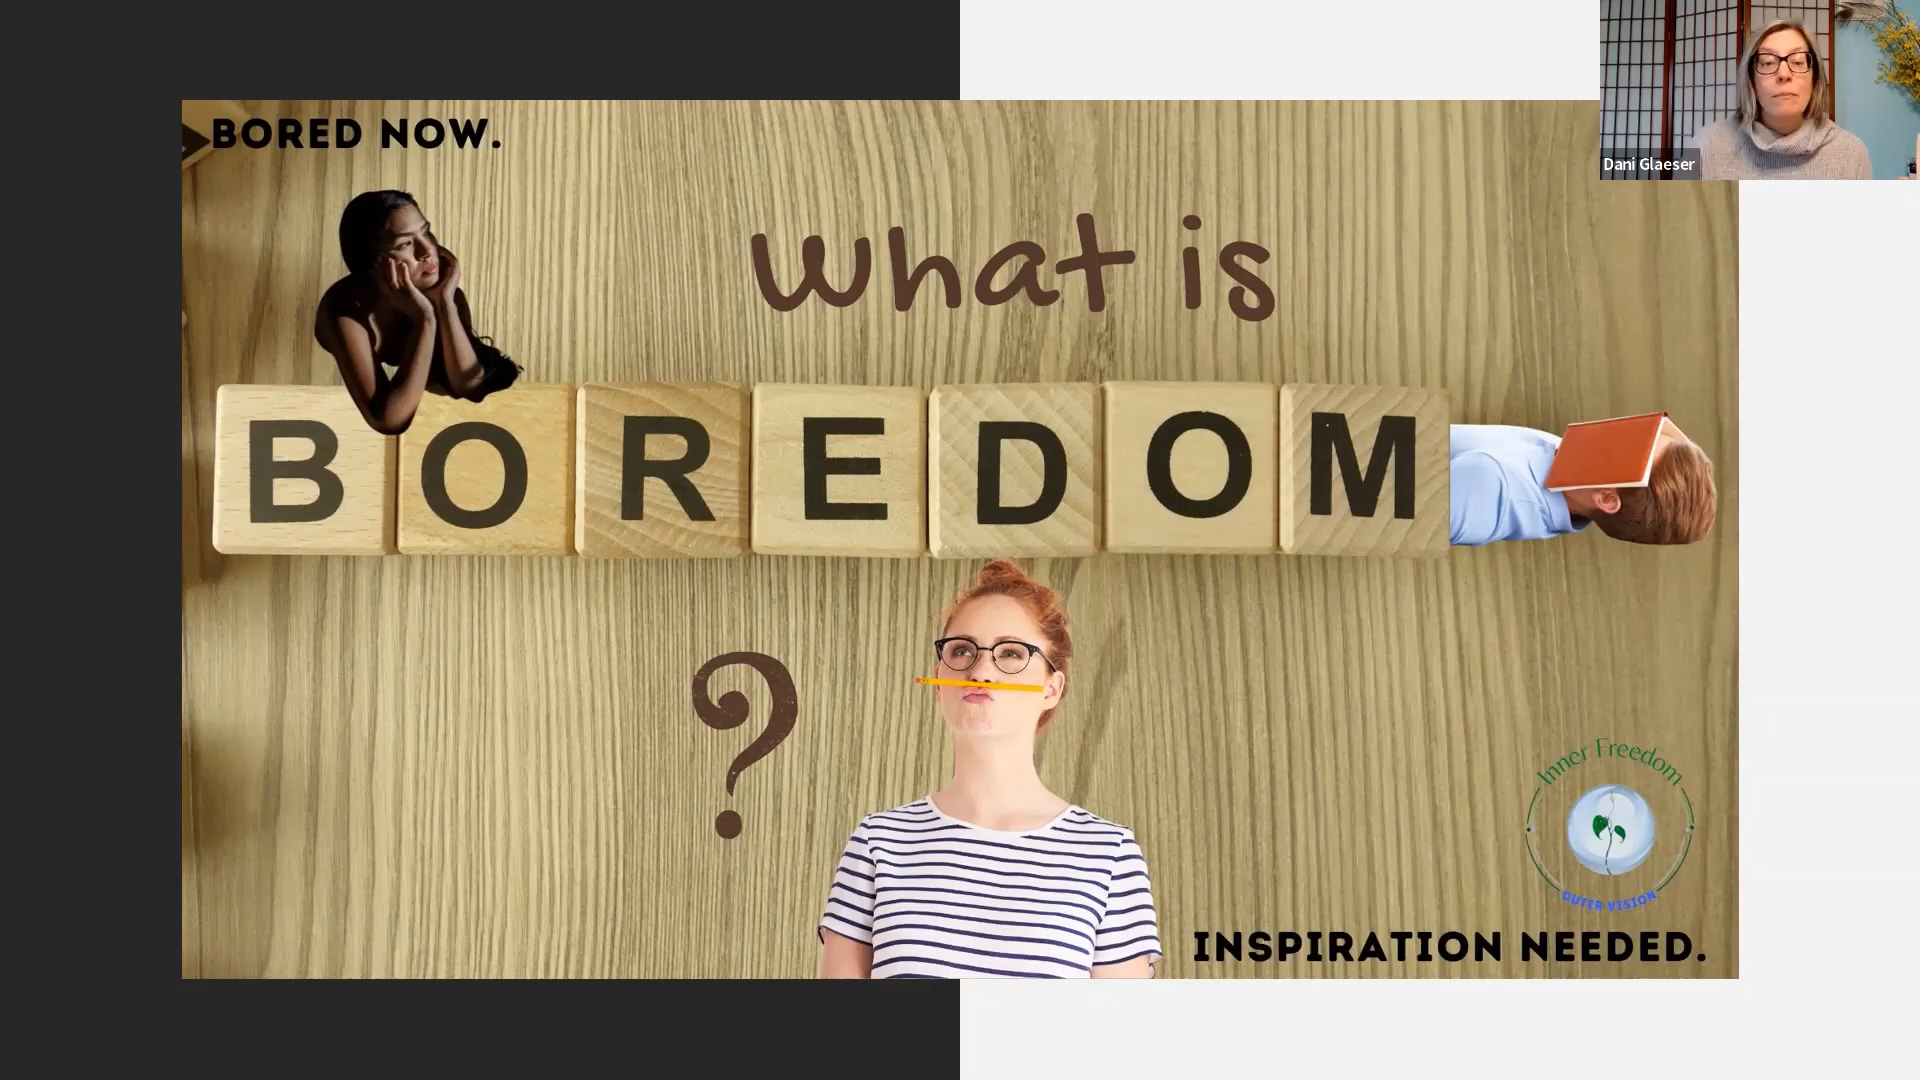 BORED NOW.
Dani Glaeser
What is
BOREDOM
?
Inner Freedom
OUTER VISION
INSPIRATION NEEDED.